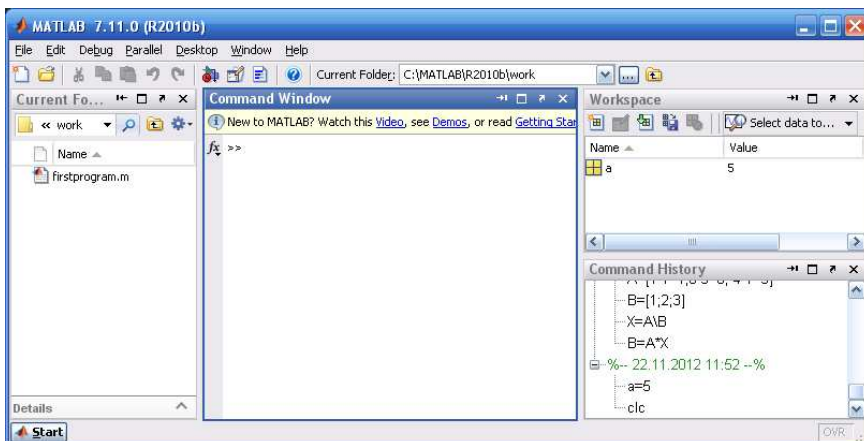 MATLAB 7.11.0 (R2010b)
File Edit Debug Parallel Desktop Window Help
Current Folder: C:\MATLAB\R2010b\work
Current Fo...
« work
Name
firstprogram.m
Details
Command Window
New to MATLAB? Watch this Video, see Demos, or read Getting Star
fx >>
Workspace
Select data to...
Name Value
a 5
Command History
B=[1;2;3]
X=A\B
B=A*X
%-- 22.11.2012 11:52 --%
a=5
clc
Start
OVR